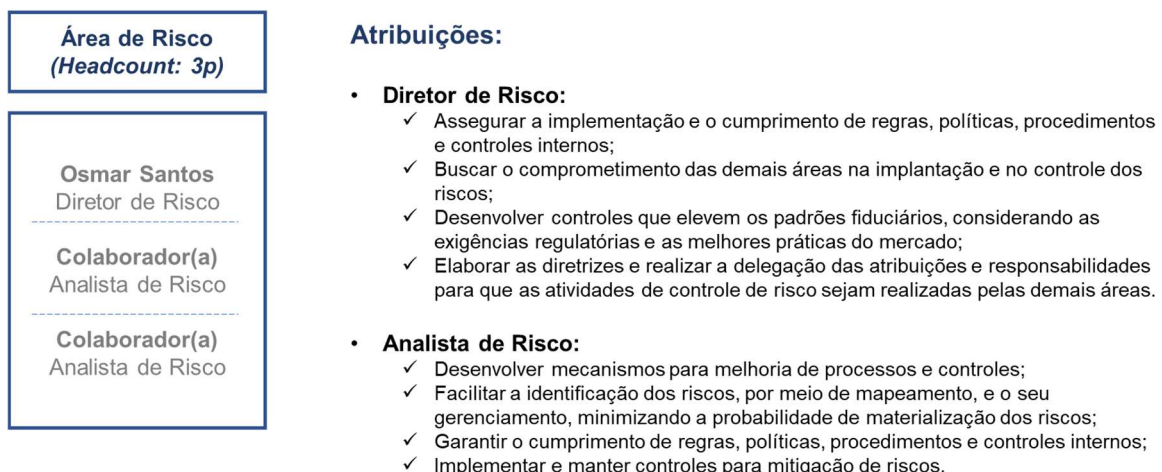 Área de Risco
(Headcount: 3p)
Osmar Santos
Diretor de Risco
Colaborador(a)
Analista de Risco
Colaborador(a)
Analista de Risco
Atribuições:
• Diretor de Risco:
✓ Assegurar a implementação e o cumprimento de regras, políticas, procedimentos
e controles internos;
✓ Buscar o comprometimento das demais áreas na implantação e no controle dos
riscos;
✓ Desenvolver controles que elevem os padrões fiduciários, considerando as
exigências regulatórias e as melhores práticas do mercado;
✓ Elaborar as diretrizes e realizar a delegação das atribuições e responsabilidades
para que as atividades de controle de risco sejam realizadas pelas demais áreas.
• Analista de Risco:
✓ Desenvolver mecanismos para melhoria de processos e controles;
✓ Facilitar a identificação dos riscos, por meio de mapeamento, e o seu
gerenciamento, minimizando a probabilidade de materialização dos riscos;
✓ Garantir o cumprimento de regras, políticas, procedimentos e controles internos;
✓ Implementar e manter controles para mitigação de riscos.